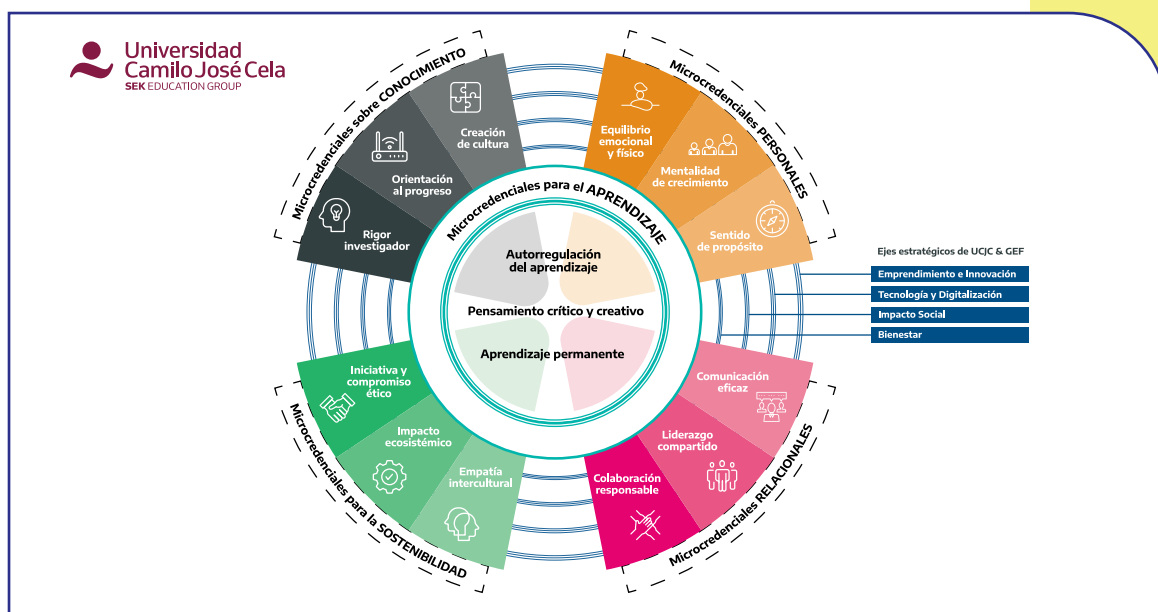 Universidad
Camilo José Cela
SEK EDUCATION GROUP
Microcredenciales sobre CONOCIMIENTO
Creación
de cultura
Orientación
al progreso
Rigor
investigador
Microcredenciales PERSONALES
Equilibrio
emocional
y físico
Mentalidad
de crecimiento
Sentido
de propósito
Microcredenciales para el APRENDIZAJE
Autorregulación
del aprendizaje
Pensamiento crítico y creativo
Aprendizaje permanente
Ejes estratégicos de UCJC & GEF
Emprendimiento e Innovación
Tecnología y Digitalización
Impacto Social
Bienestar
Iniciativa y
compromiso
ético
Impacto
ecosistémico
Empatía
intercultural
Microcredenciales para la SOSTENIBILIDAD
Comunicación
eficaz
Liderazgo
compartido
Colaboración
responsable
Microcredenciales RELACIONALES